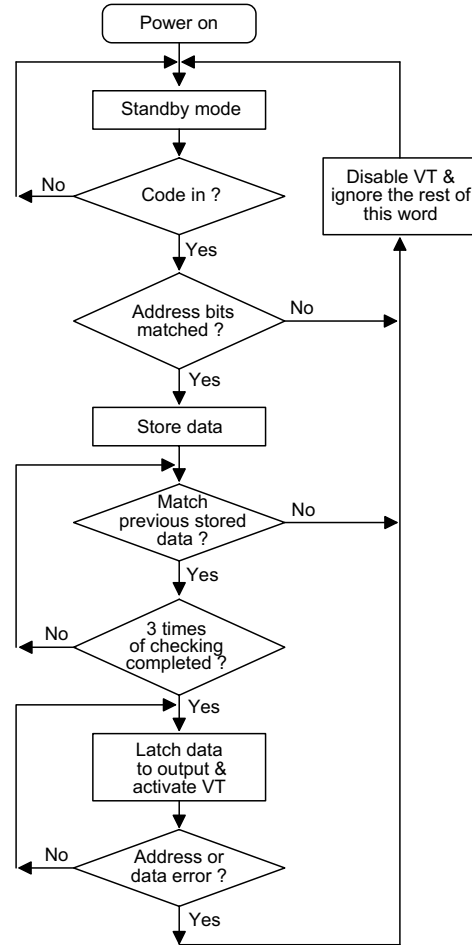 Power on
Standby mode
Code in ?
No
Yes
Disable VT &
ignore the rest of
this word
Address bits
matched ?
No
Yes
Store data
Match
previous stored
data ?
No
Yes
3 times
of checking
completed ?
No
Yes
Latch data
to output &
activate VT
Address or
data error ?
No
Yes